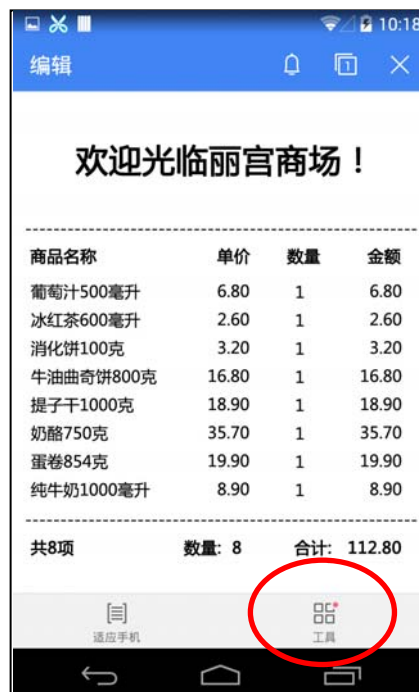 10:18
编辑 1
欢迎光临丽宫商场！
商品名称 单价 数量 金额
葡萄汁500毫升 6.80 1 6.80
冰红茶600毫升 2.60 1 2.60
消化饼100克 3.20 1 3.20
牛油曲奇饼800克 16.80 1 16.80
提子干1000克 18.90 1 18.90
奶酪750克 35.70 1 35.70
蛋卷854克 19.90 1 19.90
纯牛奶1000毫升 8.90 1 8.90
共8项 数量: 8 合计: 112.80
适应手机 工具